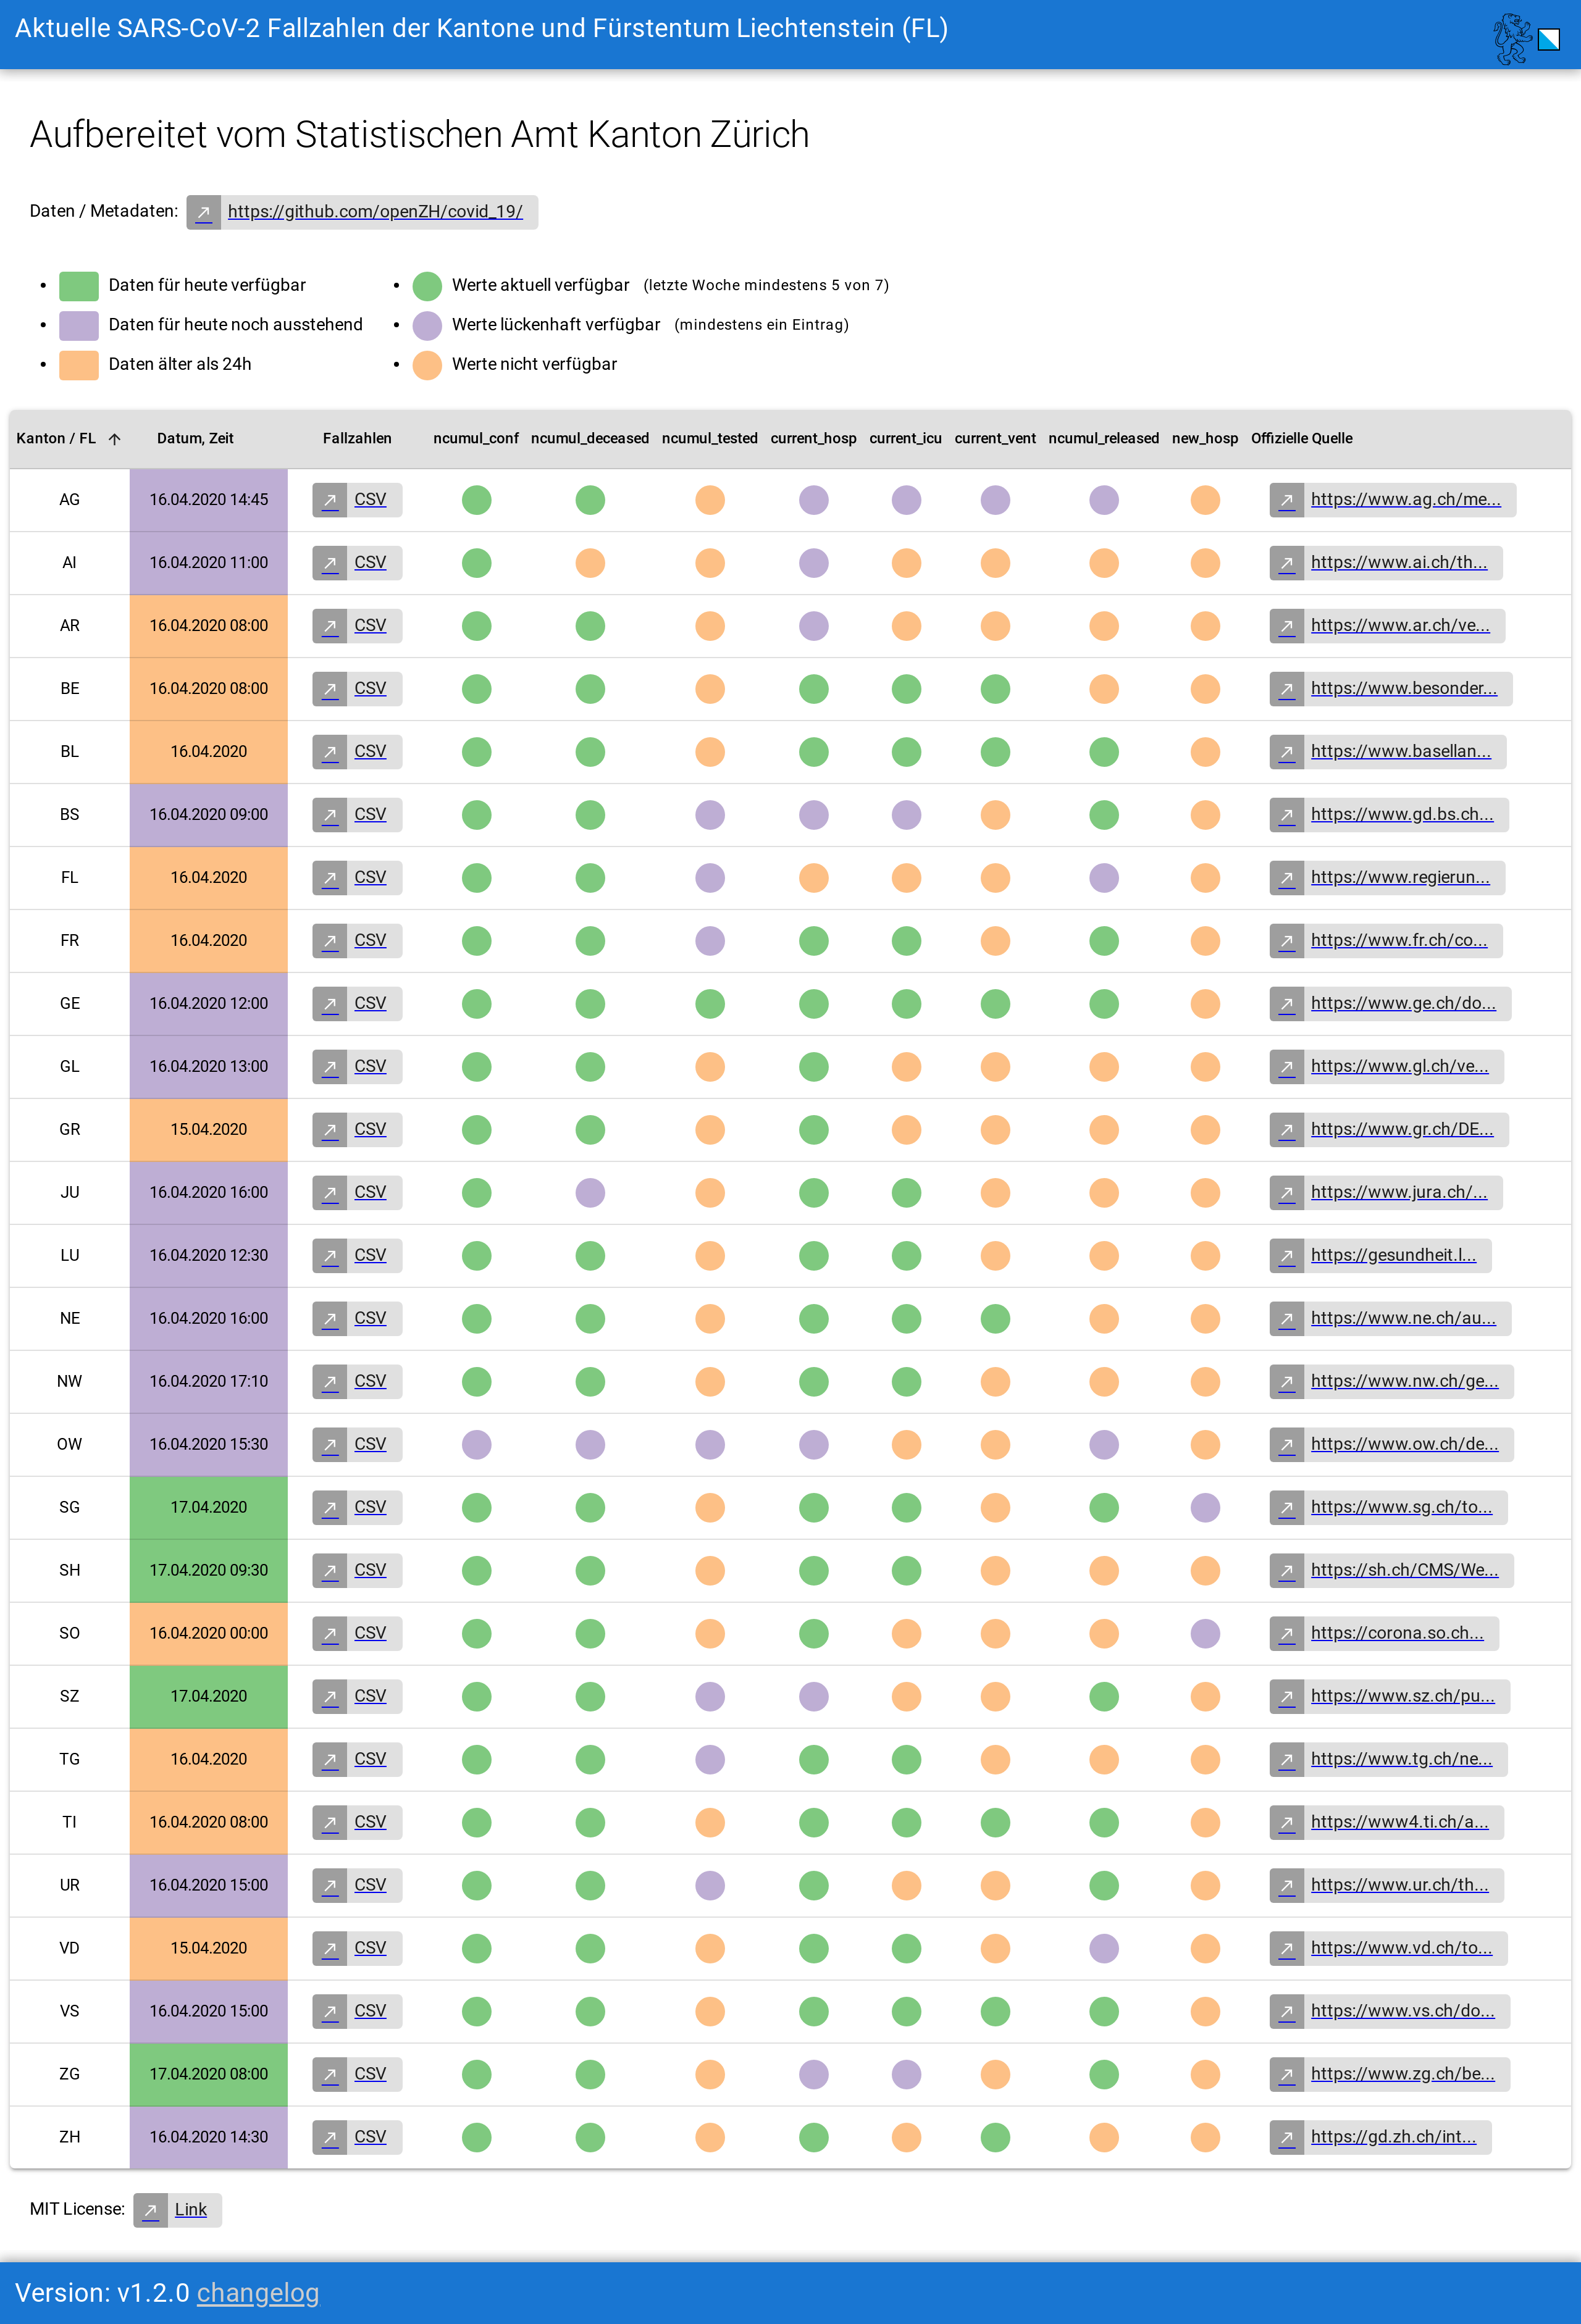 Aktuelle SARS-CoV-2 Fallzahlen der Kantone und Fürstentum Liechtenstein (FL)
Aufbereitet vom Statistischen Amt Kanton Zürich
Daten / Metadaten: https://github.com/openZH/covid_19/
Daten für heute verfügbar Werte aktuell verfügbar (letzte Woche mindestens 5 von 7)
Daten für heute noch ausstehend Werte lückenhaft verfügbar (mindestens ein Eintrag)
Daten älter als 24h Werte nicht verfügbar
Kanton / FL Datum, Zeit Fallzahlen ncumul_conf ncumul_deceased ncumul_tested current_hosp current_icu current_vent ncumul_released new_hosp Offizielle Quelle
AG 16.04.2020 14:45 CSV https://www.ag.ch/me...
AI 16.04.2020 11:00 CSV https://www.ai.ch/th...
AR 16.04.2020 08:00 CSV https://www.ar.ch/ve...
BE 16.04.2020 08:00 CSV https://www.besonder...
BL 16.04.2020 CSV https://www.basellan...
BS 16.04.2020 09:00 CSV https://www.gd.bs.ch...
FL 16.04.2020 CSV https://www.regierun...
FR 16.04.2020 CSV https://www.fr.ch/co...
GE 16.04.2020 12:00 CSV https://www.ge.ch/do...
GL 16.04.2020 13:00 CSV https://www.gl.ch/ve...
GR 15.04.2020 CSV https://www.gr.ch/DE...
JU 16.04.2020 16:00 CSV https://www.jura.ch/...
LU 16.04.2020 12:30 CSV https://gesundheit.l...
NE 16.04.2020 16:00 CSV https://www.ne.ch/au...
NW 16.04.2020 17:10 CSV https://www.nw.ch/ge...
OW 16.04.2020 15:30 CSV https://www.ow.ch/de...
SG 17.04.2020 CSV https://www.sg.ch/to...
SH 17.04.2020 09:30 CSV https://sh.ch/CMS/We...
SO 16.04.2020 00:00 CSV https://corona.so.ch...
SZ 17.04.2020 CSV https://www.sz.ch/pu...
TG 16.04.2020 CSV https://www.tg.ch/ne...
TI 16.04.2020 08:00 CSV https://www4.ti.ch/a...
UR 16.04.2020 15:00 CSV https://www.ur.ch/th...
VD 15.04.2020 CSV https://www.vd.ch/to...
VS 16.04.2020 15:00 CSV https://www.vs.ch/do...
ZG 17.04.2020 08:00 CSV https://www.zg.ch/be...
ZH 16.04.2020 14:30 CSV https://gd.zh.ch/int...
MIT License: Link
Version: v1.2.0 changelog